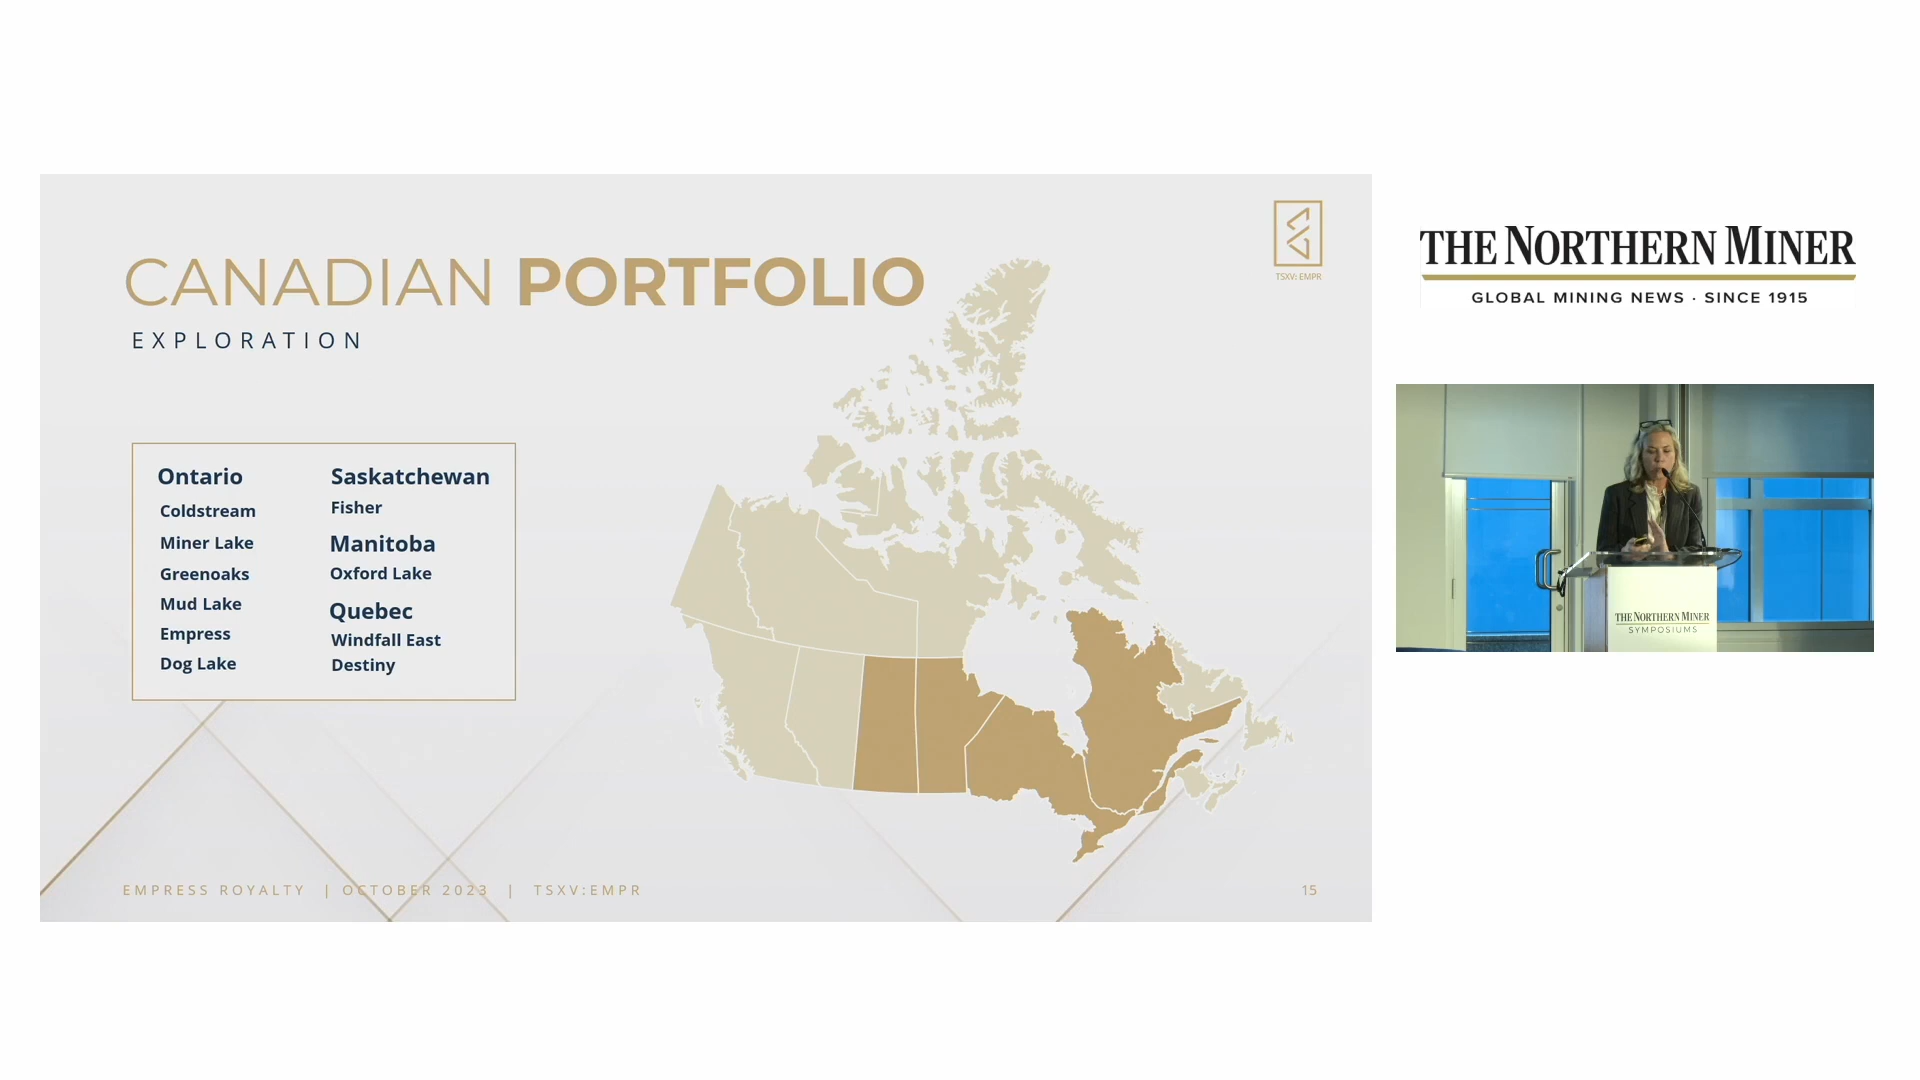 CANADIAN PORTFOLIO
EXPLORATION
TSXV: EMPR
Ontario
Coldstream
Miner Lake
Greenoaks
Mud Lake
Empress
Dog Lake
Saskatchewan
Fisher
Manitoba
Oxford Lake
Quebec
Windfall East
Destiny
EMPRESS ROYALTY | OCTOBER 2023 | TSXV:EMPR
15
THE NORTHERN MINER
GLOBAL MINING NEWS · SINCE 1915
THE NORTHERN MINER
SYMPOSIUMS